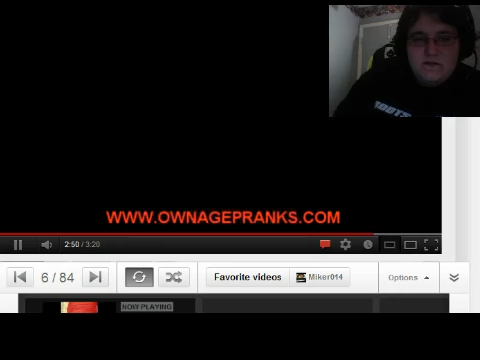 WWW.OWNAGEPRANKS.COM
2:50 / 3:20
6 / 84
Favorite videos
Miker014
Options
NOW PLAYING